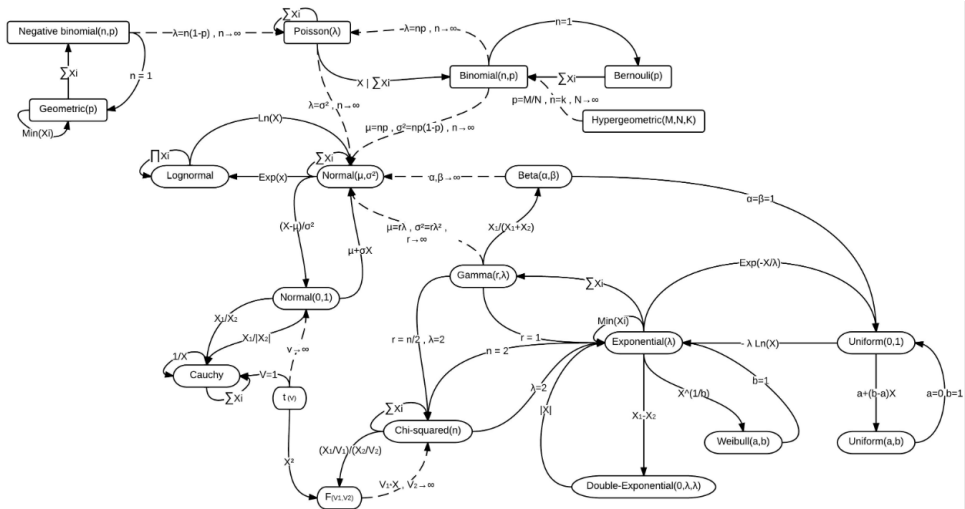 ∑Xi
Negative binomial(n,p)
λ=n(1-p) , n→∞
Poisson(λ)
λ=np , n→∞
n=1
∑Xi
n = 1
X | ∑Xi
Binomial(n,p)
∑Xi
Bernouli(p)
Geometric(p)
Min(Xi)
λ=σ² , n→∞
p=M/N , n=k , N→∞
Hypergeometric(M,N,K)
Ln(X)
μ=np , σ²=np(1-p) , n→∞
∏Xi
∑Xi
Lognormal
Exp(x)
Normal(μ,σ²)
α,β→∞
Beta(α,β)
α=β=1
(X-μ)/σ²
μ=rλ , σ²=rλ² ,
r→∞
X₁/(X₁+X₂)
μ+σX
Exp(-X/λ)
Gamma(r,λ)
∑Xi
Normal(0,1)
X₁/X₂
X₁/|X₂|
Min(Xi)
r = n/2 , λ=2
r = 1
Exponential(λ)
- λ Ln(X)
Uniform(0,1)
v→∞
n = 2
1/X
Cauchy
V=1
λ=2
b=1
∑Xi
t(V)
X^(1/b)
a+(b-a)X
a=0,b=1
∑Xi
|X|
X₁-X₂
Chi-squared(n)
Weibull(a,b)
Uniform(a,b)
(X₁/V₁)/(X₂/V₂)
X²
V₁·X , V₂→∞
Double-Exponential(0,λ,λ)
F(V1,V2)